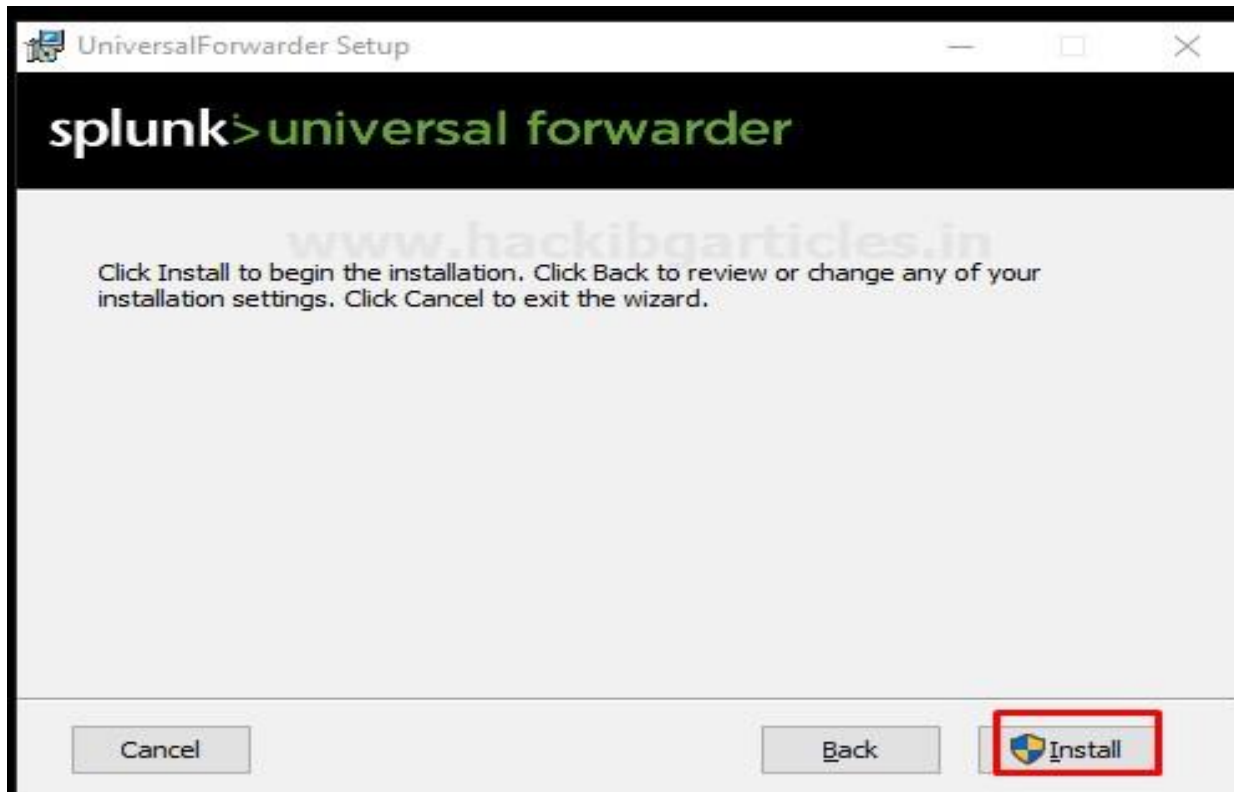 UniversalForwarder Setup
splunk>universal forwarder
www.hackibgarticles.in
Click Install to begin the installation. Click Back to review or change any of your
installation settings. Click Cancel to exit the wizard.
Cancel
Back
Install